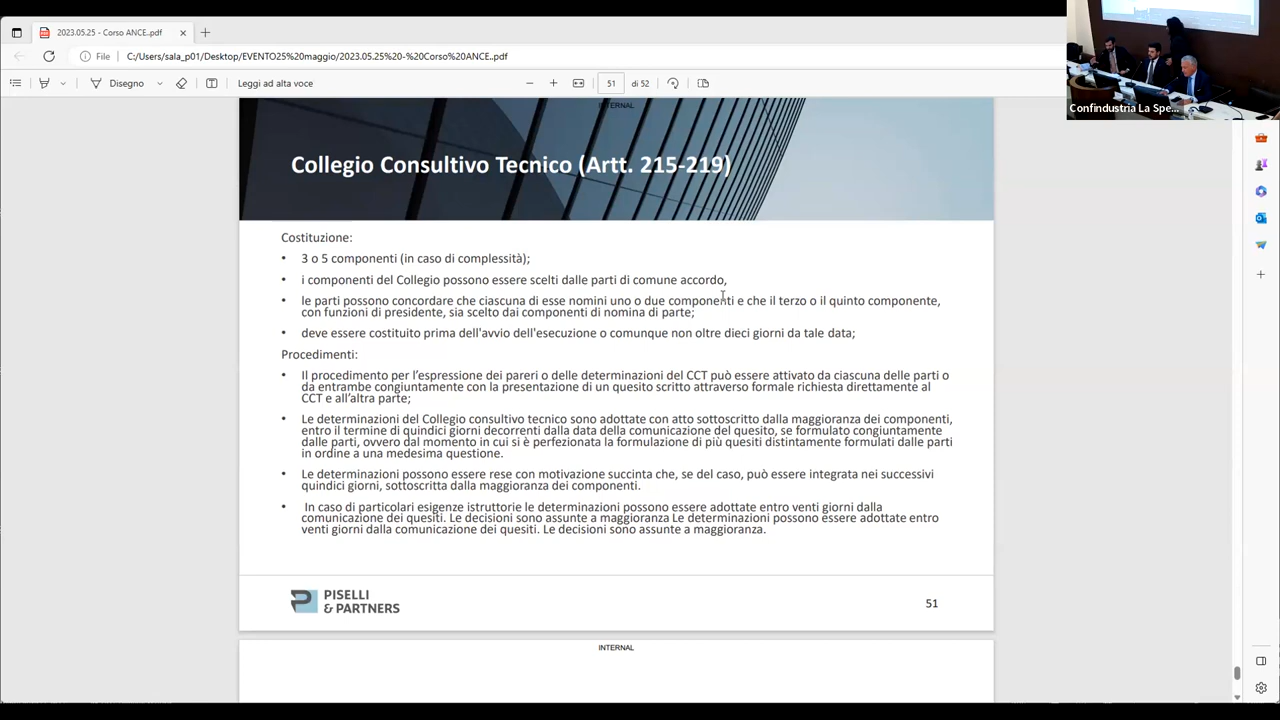 2023.05.25 - Corso ANCE..pdf
File C:/Users/sala_p01/Desktop/EVENTO25%20maggio/2023.05.25%20-%20Corso%20ANCE..pdf
Disegno Leggi ad alta voce 51 di 52
Confindustria La Spe...
INTERNAL
Collegio Consultivo Tecnico (Artt. 215-219)
Costituzione:
• 3 o 5 componenti (in caso di complessità);
• i componenti del Collegio possono essere scelti dalle parti di comune accordo,
• le parti possono concordare che ciascuna di esse nomini uno o due componenti e che il terzo o il quinto componente,
con funzioni di presidente, sia scelto dai componenti di nomina di parte;
• deve essere costituito prima dell'avvio dell'esecuzione o comunque non oltre dieci giorni da tale data;
Procedimenti:
• Il procedimento per l’espressione dei pareri o delle determinazioni del CCT può essere attivato da ciascuna delle parti o
da entrambe congiuntamente con la presentazione di un quesito scritto attraverso formale richiesta direttamente al
CCT e all’altra parte;
• Le determinazioni del Collegio consultivo tecnico sono adottate con atto sottoscritto dalla maggioranza dei componenti,
entro il termine di quindici giorni decorrenti dalla data della comunicazione del quesito, se formulato congiuntamente
dalle parti, ovvero dal momento in cui si è perfezionata la formulazione di più quesiti distintamente formulati dalle parti
in ordine a una medesima questione.
• Le determinazioni possono essere rese con motivazione succinta che, se del caso, può essere integrata nei successivi
quindici giorni, sottoscritta dalla maggioranza dei componenti.
• In caso di particolari esigenze istruttorie le determinazioni possono essere adottate entro venti giorni dalla
comunicazione dei quesiti. Le decisioni sono assunte a maggioranza Le determinazioni possono essere adottate entro
venti giorni dalla comunicazione dei quesiti. Le decisioni sono assunte a maggioranza.
PISELLI
& PARTNERS
51
INTERNAL